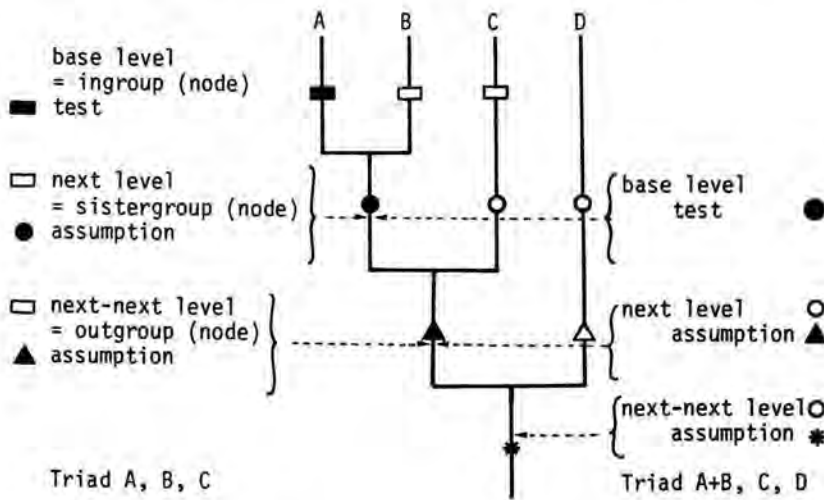 A B C D
base level
= ingroup (node)
test
next level
= sistergroup (node)
assumption
next-next level
= outgroup (node)
assumption
base level
test
next level
assumption
next-next level
assumption
Triad A, B, C
Triad A+B, C, D